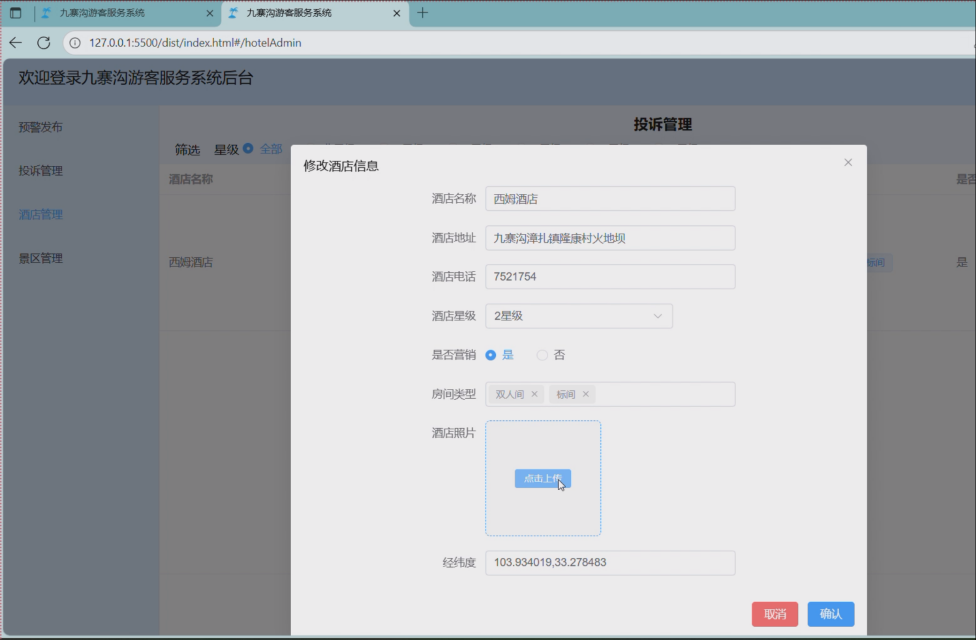 九寨沟游客服务系统
九寨沟游客服务系统
127.0.0.1:5500/dist/index.html#/hotelAdmin
欢迎登录九寨沟游客服务系统后台
预警发布
投诉管理
酒店管理
景区管理
投诉管理
筛选 星级 全部
酒店名称
西姆酒店
标间
是
修改酒店信息
酒店名称 西姆酒店
酒店地址 九寨沟漳扎镇隆康村火地坝
酒店电话 7521754
酒店星级 2星级
是否营销 是 否
房间类型 双人间 标间
酒店照片
点击上传
经纬度 103.934019,33.278483
取消 确认